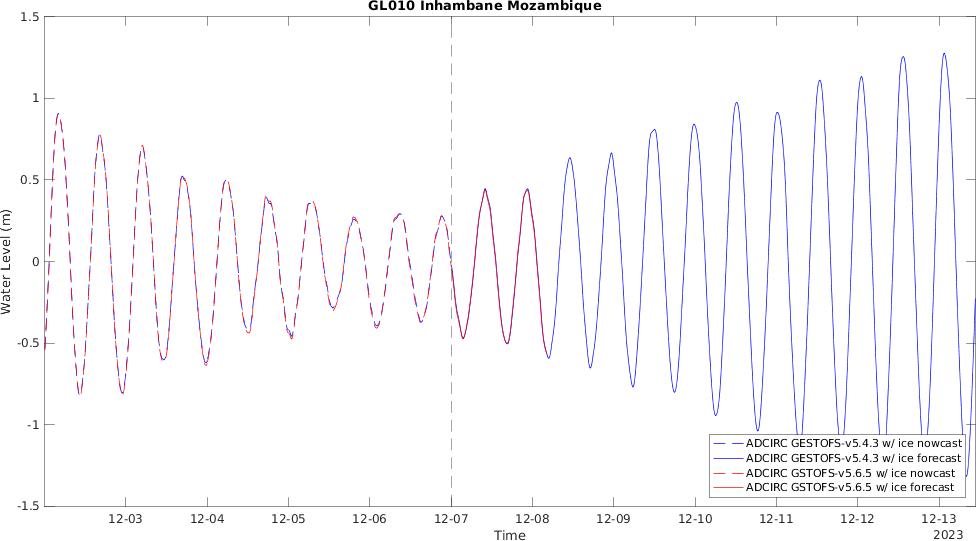 GL010 Inhambane Mozambique
1.5
1
0.5
0
-0.5
-1
-1.5
Water Level (m)
12-03 12-04 12-05 12-06 12-07 12-08 12-09 12-10 12-11 12-12 12-13
Time
2023
ADCIRC GESTOFS-v5.4.3 w/ ice nowcast
ADCIRC GESTOFS-v5.4.3 w/ ice forecast
ADCIRC GSTOFS-v5.6.5 w/ ice nowcast
ADCIRC GSTOFS-v5.6.5 w/ ice forecast